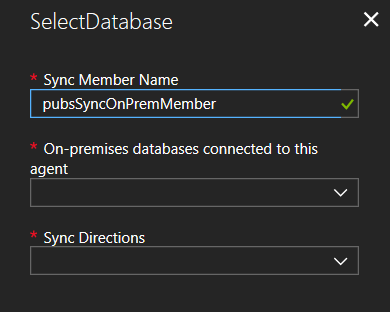 SelectDatabase
* Sync Member Name
pubsSyncOnPremMember
* On-premises databases connected to this
agent
* Sync Directions